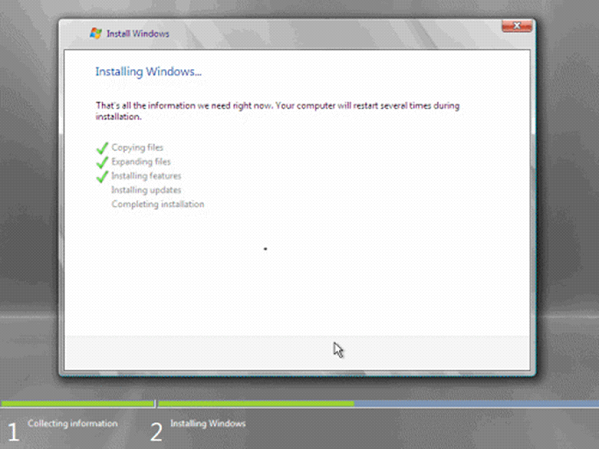 Install Windows
Installing Windows...
That's all the information we need right now. Your computer will restart several times during
installation.
Copying files
Expanding files
Installing features
Installing updates
Completing installation
1 Collecting information 2 Installing Windows